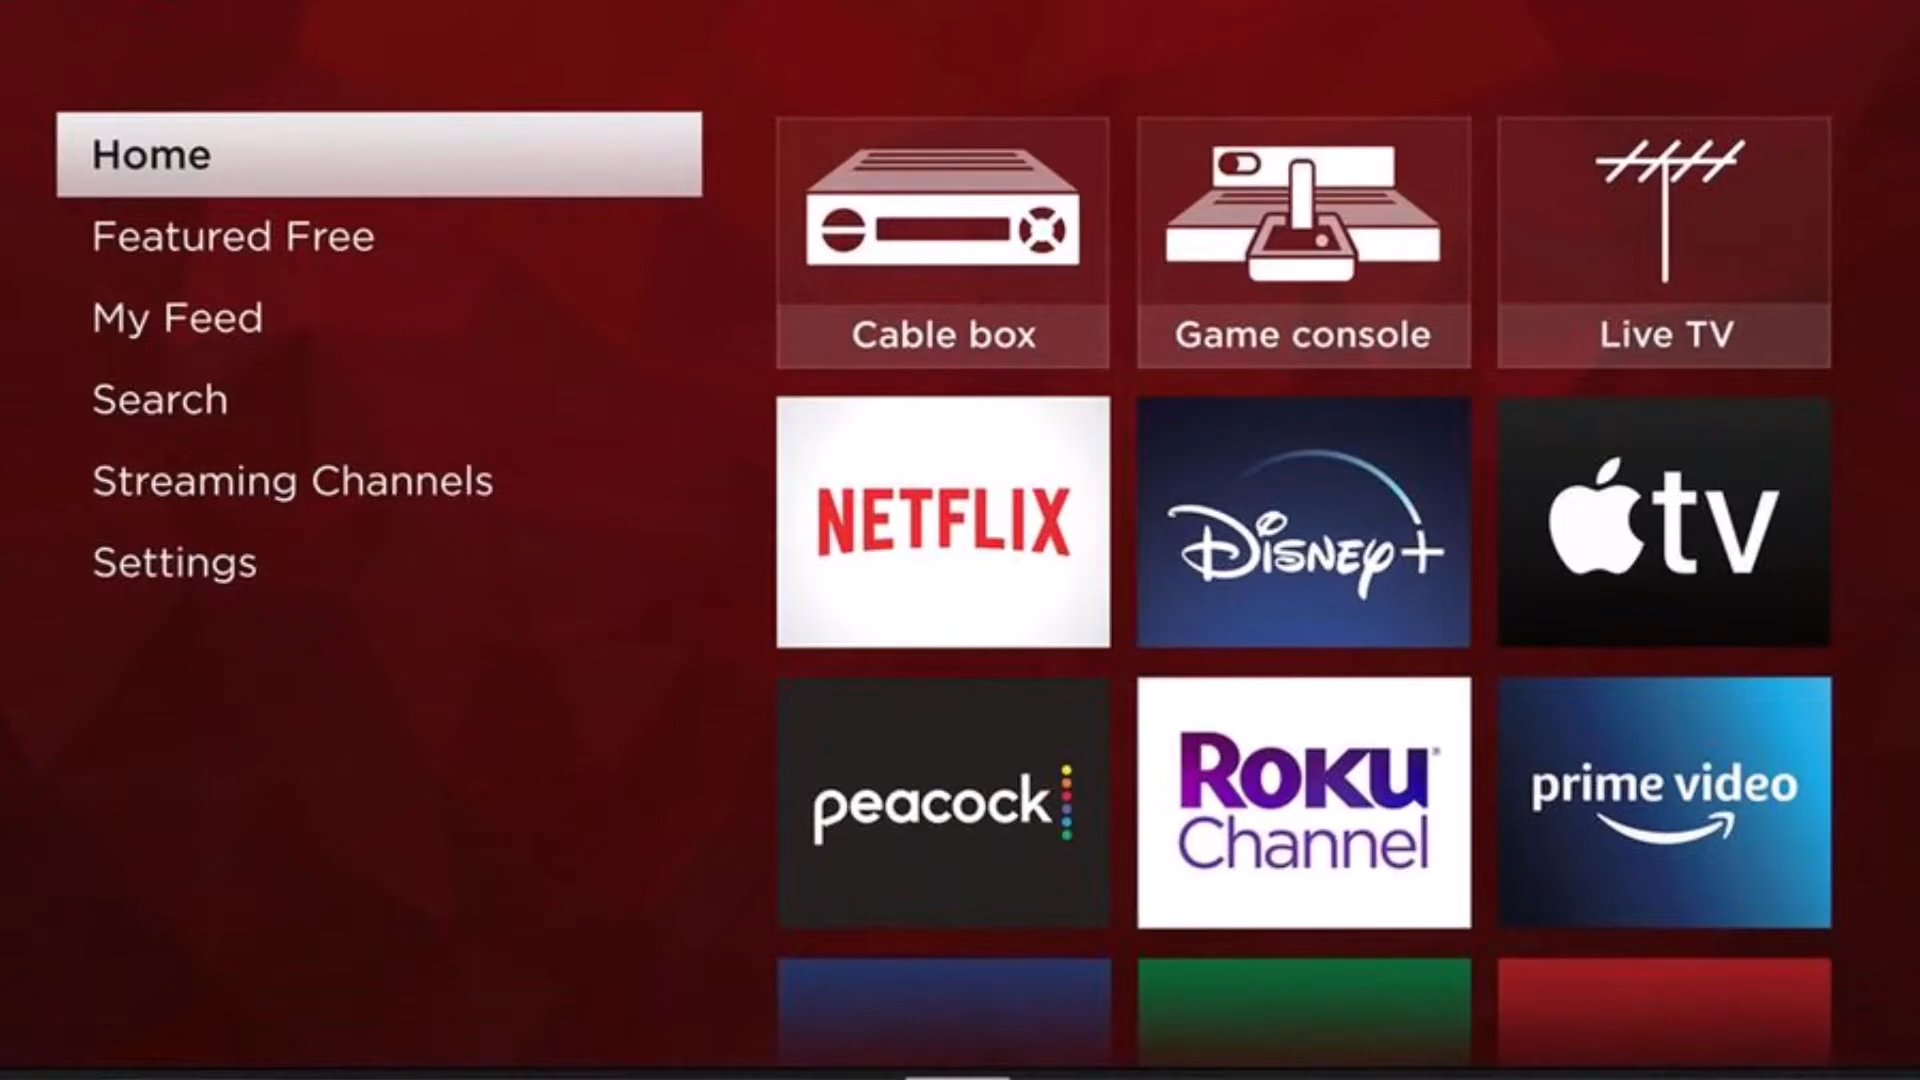 Home
Featured Free
My Feed
Search
Streaming Channels
Settings
Cable box
Game console
Live TV
NETFLIX
Disney+
tv
peacock
Roku
Channel
prime video